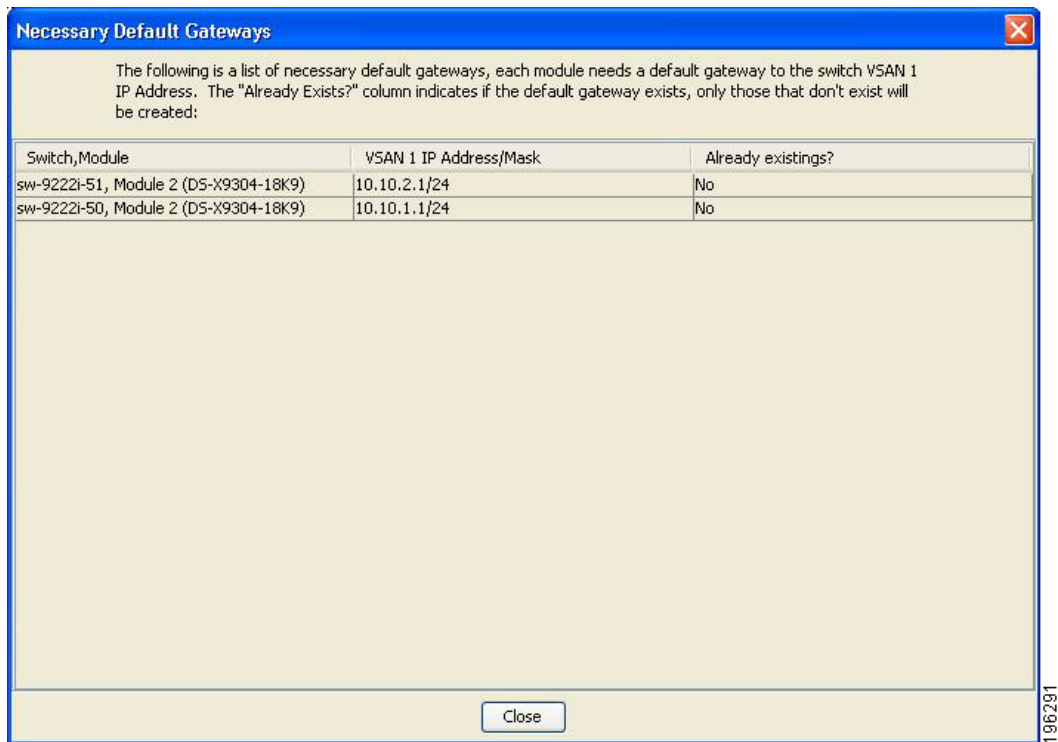 Necessary Default Gateways
The following is a list of necessary default gateways, each module needs a default gateway to the switch VSAN 1
IP Address. The "Already Exists?" column indicates if the default gateway exists, only those that don't exist will
be created:
Switch,Module VSAN 1 IP Address/Mask Already existings?
sw-9222i-51, Module 2 (DS-X9304-18K9) 10.10.2.1/24 No
sw-9222i-50, Module 2 (DS-X9304-18K9) 10.10.1.1/24 No
Close
196291